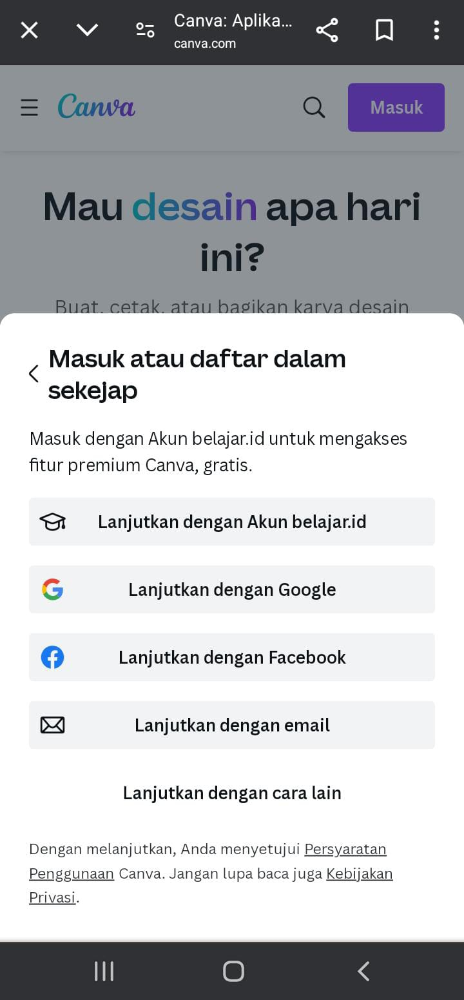 Canva: Aplika...
canva.com
Canva
Masuk
Mau desain apa hari
ini?
Buat, cetak, atau bagikan karya desain
Masuk atau daftar dalam
sekejap
Masuk dengan Akun belajar.id untuk mengakses
fitur premium Canva, gratis.
Lanjutkan dengan Akun belajar.id
Lanjutkan dengan Google
Lanjutkan dengan Facebook
Lanjutkan dengan email
Lanjutkan dengan cara lain
Dengan melanjutkan, Anda menyetujui Persyaratan
Penggunaan Canva. Jangan lupa baca juga Kebijakan
Privasi.